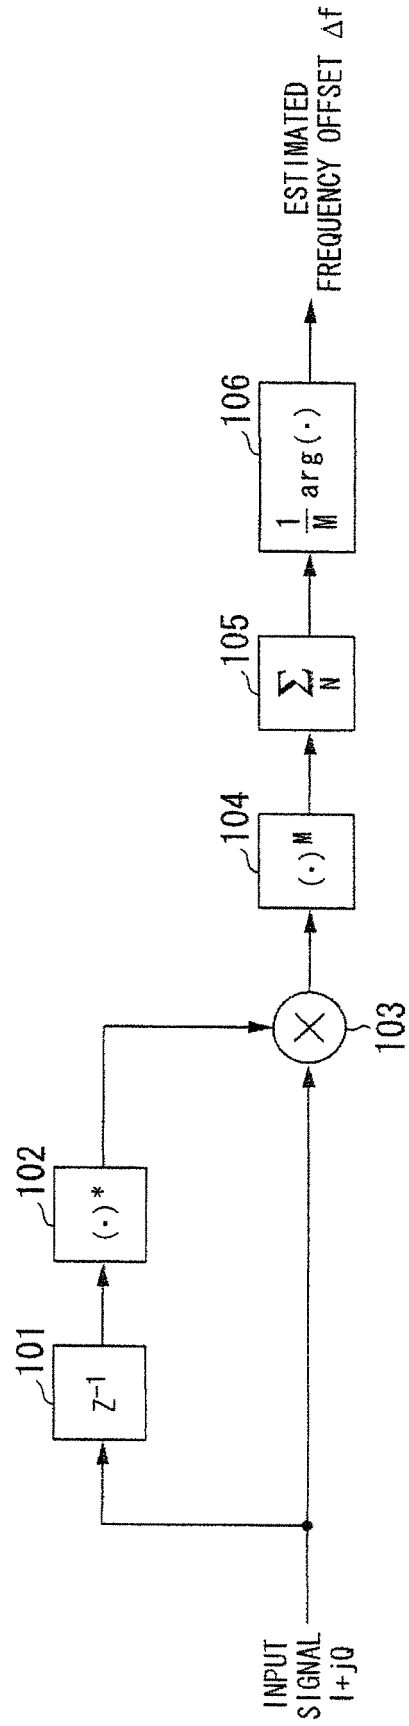 INPUT
SIGNAL
I+jQ
101
Z⁻¹
102
(·)*
103
×
104
(·)ᴹ
105
Σ
N
106
1
M
arg(·)
ESTIMATED
FREQUENCY OFFSET Δf